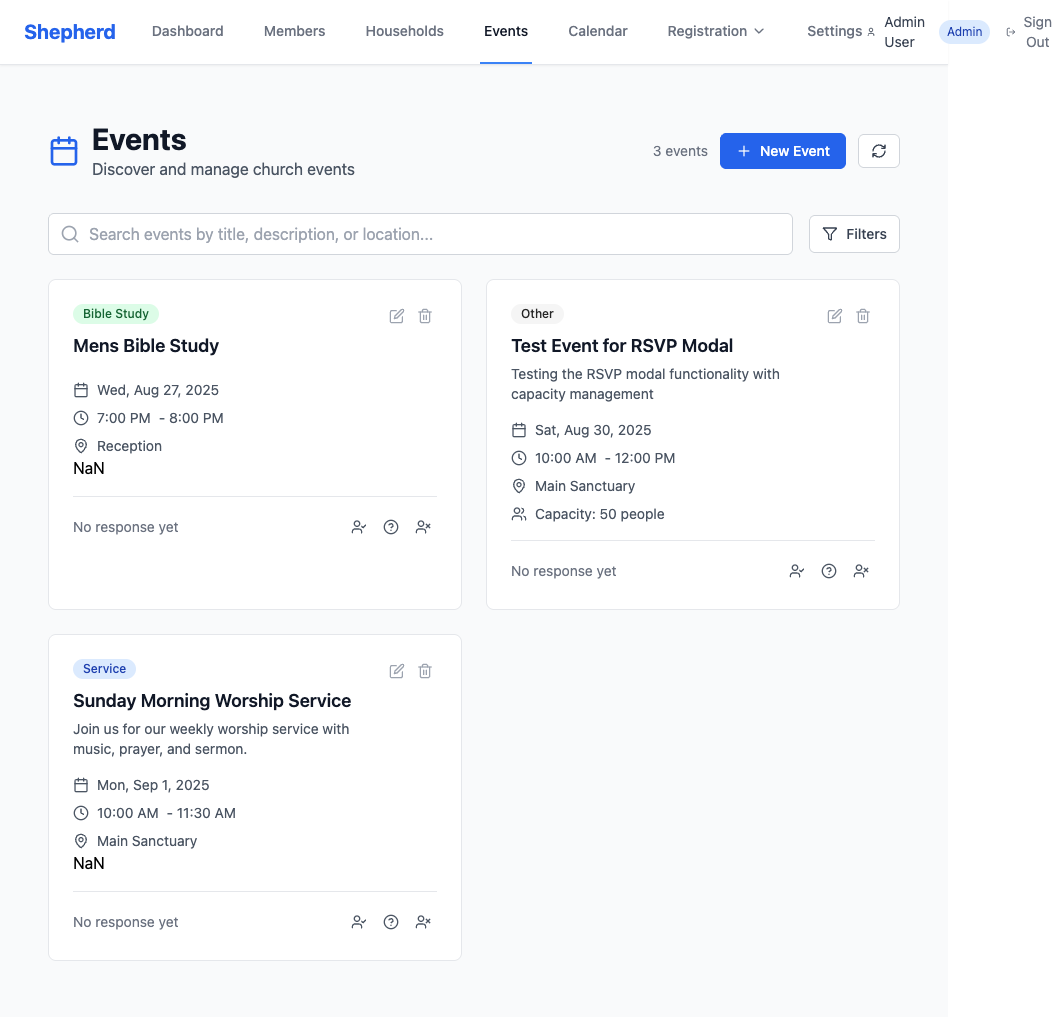 Shepherd Dashboard Members Households Events Calendar Registration Settings Admin User Admin Sign Out
Events
Discover and manage church events
3 events
New Event
Search events by title, description, or location...
Filters
Bible Study
Mens Bible Study
Wed, Aug 27, 2025
7:00 PM - 8:00 PM
Reception
NaN
No response yet
Other
Test Event for RSVP Modal
Testing the RSVP modal functionality with
capacity management
Sat, Aug 30, 2025
10:00 AM - 12:00 PM
Main Sanctuary
Capacity: 50 people
No response yet
Service
Sunday Morning Worship Service
Join us for our weekly worship service with
music, prayer, and sermon.
Mon, Sep 1, 2025
10:00 AM - 11:30 AM
Main Sanctuary
NaN
No response yet